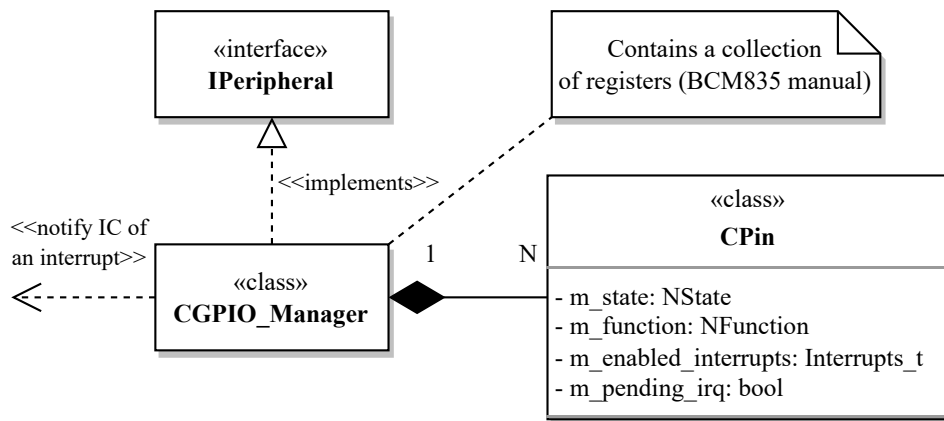 «interface»
IPeripheral
Contains a collection
of registers (BCM835 manual)
<<implements>>
<<notify IC of
an interrupt>>
«class»
CGPIO_Manager
1
N
«class»
CPin
- m_state: NState
- m_function: NFunction
- m_enabled_interrupts: Interrupts_t
- m_pending_irq: bool